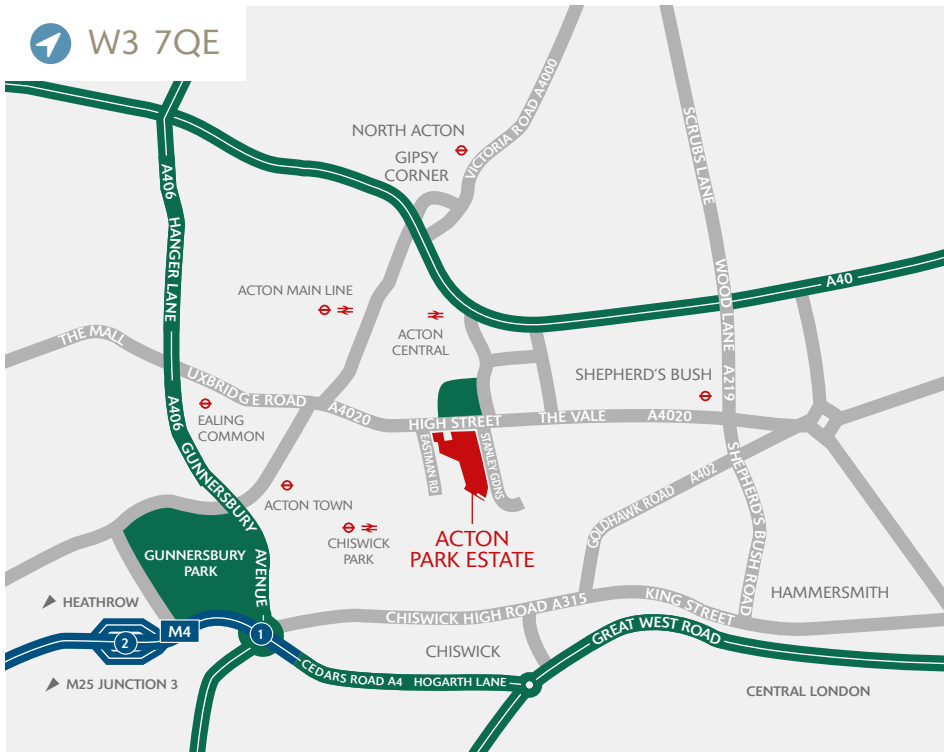 W3 7QE
NORTH ACTON
GIPSY
CORNER
VICTORIA ROAD A4000
SCRUBS LANE
A406
HANGER LANE
WOOD LANE
A219
A40
ACTON MAIN LINE
ACTON
CENTRAL
THE MALL
UXBRIDGE ROAD
A4020
SHEPHERD'S BUSH
A406
EALING
COMMON
HIGH STREET
THE VALE
A4020
EASTMAN RD
STANLEY GDNS
GUNNERSBURY
AVENUE
GOLDHAWK ROAD
A402
SHEPHERD'S BUSH ROAD
ACTON TOWN
CHISWICK
PARK
ACTON
PARK ESTATE
GUNNERSBURY
PARK
HEATHROW
HAMMERSMITH
CHISWICK HIGH ROAD A315
KING STREET
M4
1
2
GREAT WEST ROAD
CHISWICK
M25 JUNCTION 3
CEDARS ROAD A4
HOGARTH LANE
CENTRAL LONDON